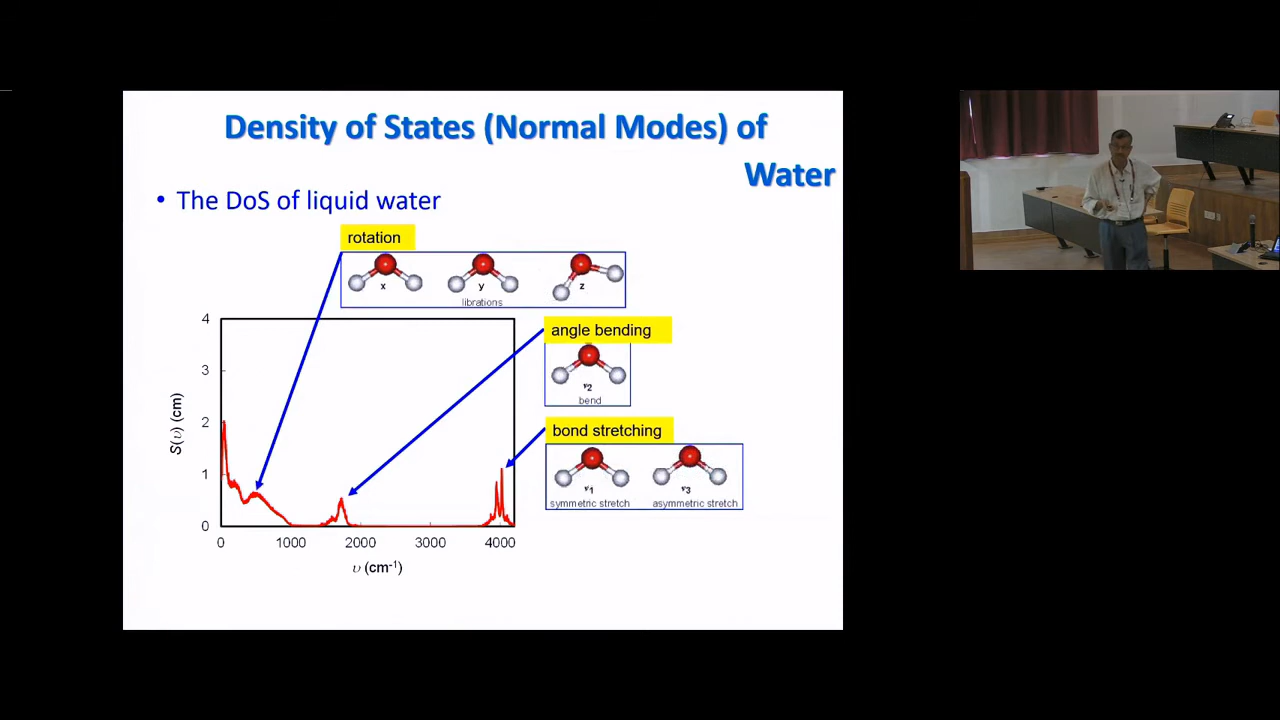 Density of States (Normal Modes) of
Water
• The DoS of liquid water
rotation
x y z
librations
angle bending
ν2
bend
bond stretching
ν1 ν3
symmetric stretch asymmetric stretch
S(υ) (cm)
4
3
2
1
0
0 1000 2000 3000 4000
υ (cm-1)